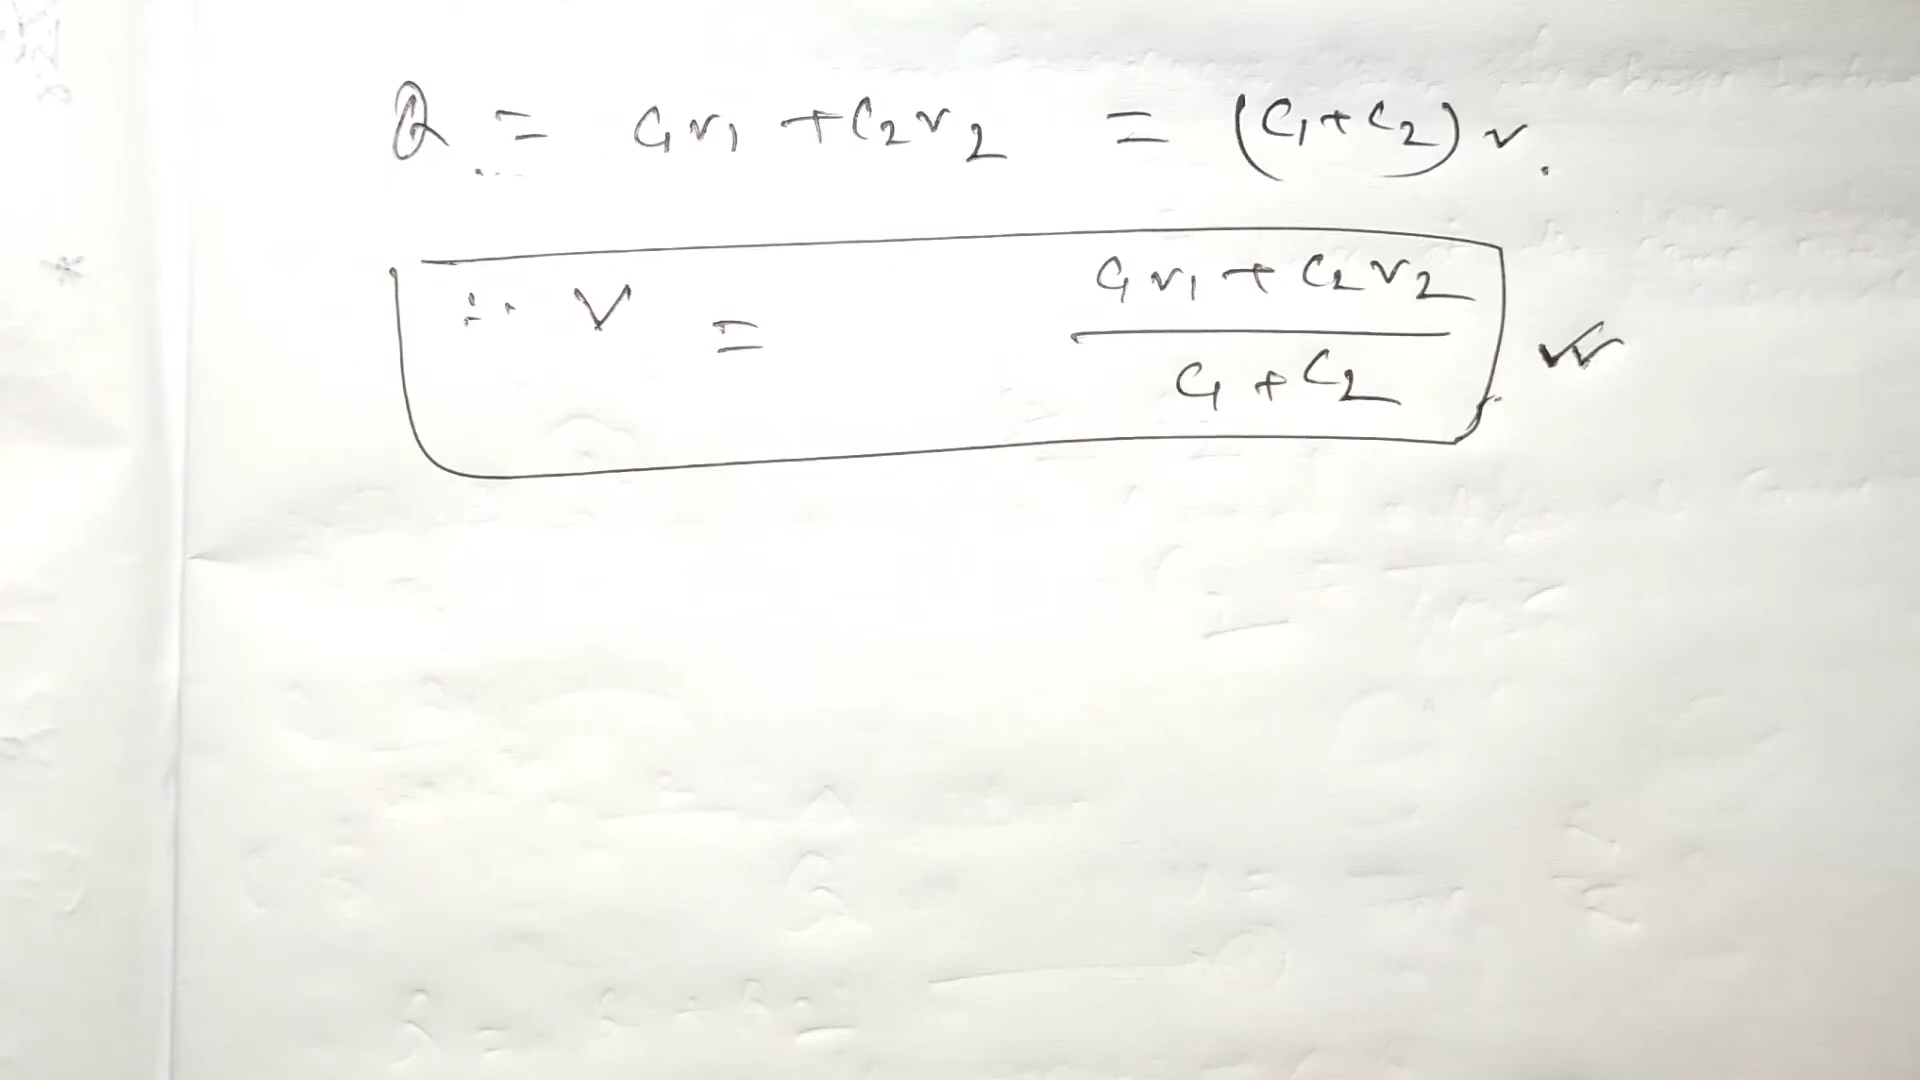 Q = C₁V₁ + C₂V₂ = (C₁+C₂)V.
∴ V = (C₁V₁ + C₂V₂) / (C₁ + C₂)